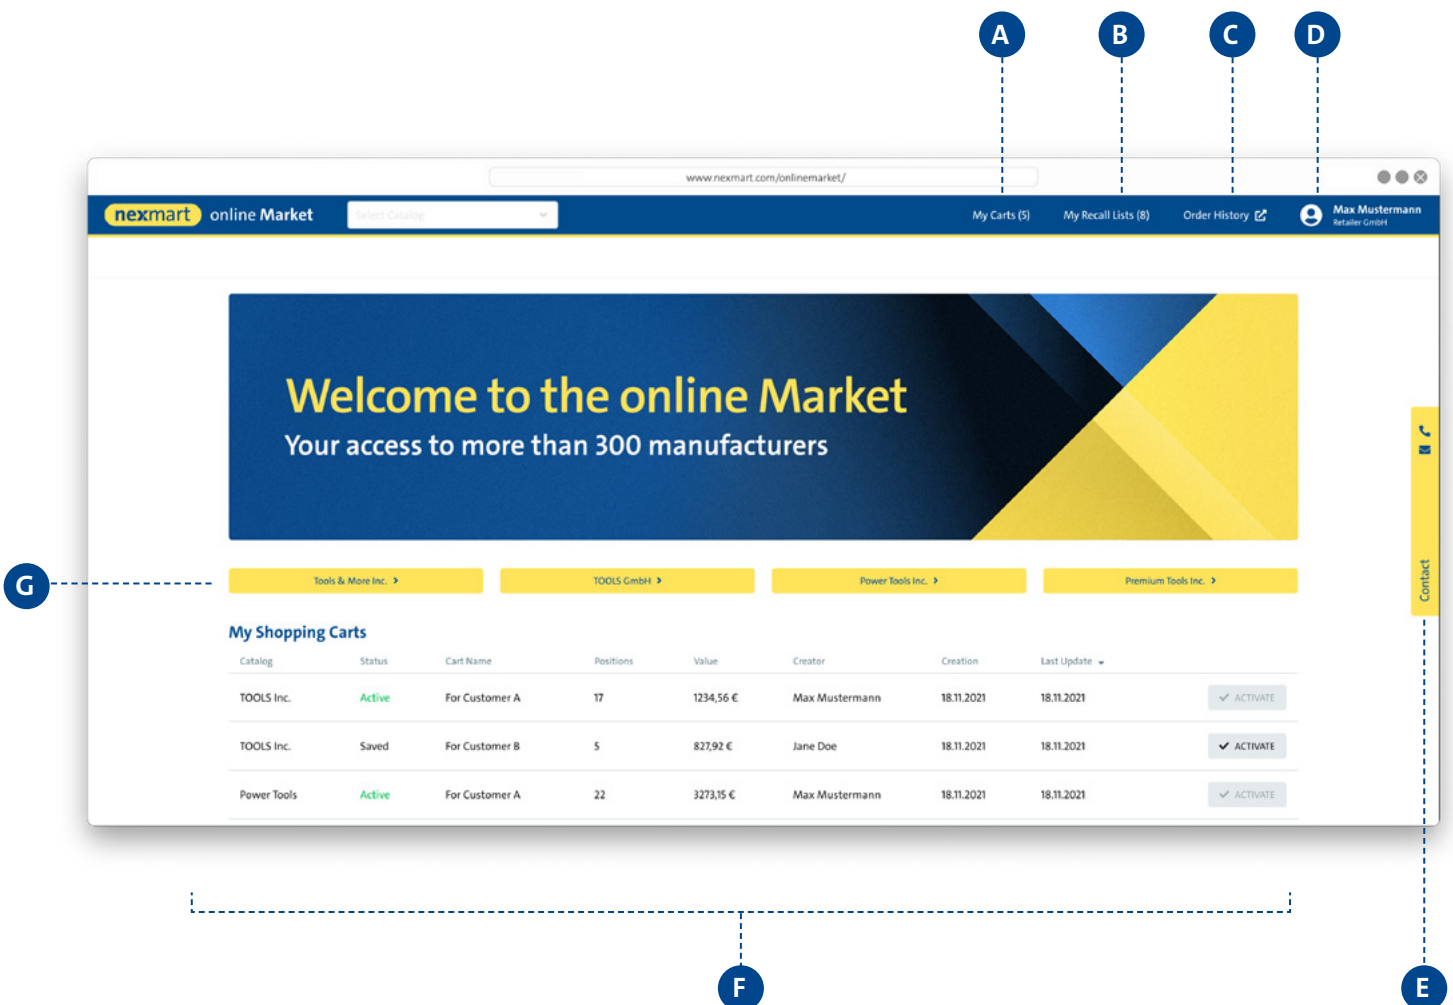 A B C D
www.nexmart.com/onlinemarket/
nexmart online Market Select Catalog My Carts (5) My Recall Lists (8) Order History Max Mustermann
Retailer GmbH
Welcome to the online Market
Your access to more than 300 manufacturers
Contact
G
Tools & More Inc. TOOLS GmbH Power Tools Inc. Premium Tools Inc.
My Shopping Carts
Catalog Status Cart Name Positions Value Creator Creation Last Update
TOOLS Inc. Active For Customer A 17 1234,56 € Max Mustermann 18.11.2021 18.11.2021 ACTIVATE
TOOLS Inc. Saved For Customer B 5 827,92 € Jane Doe 18.11.2021 18.11.2021 ACTIVATE
Power Tools Active For Customer A 22 3273,15 € Max Mustermann 18.11.2021 18.11.2021 ACTIVATE
F E